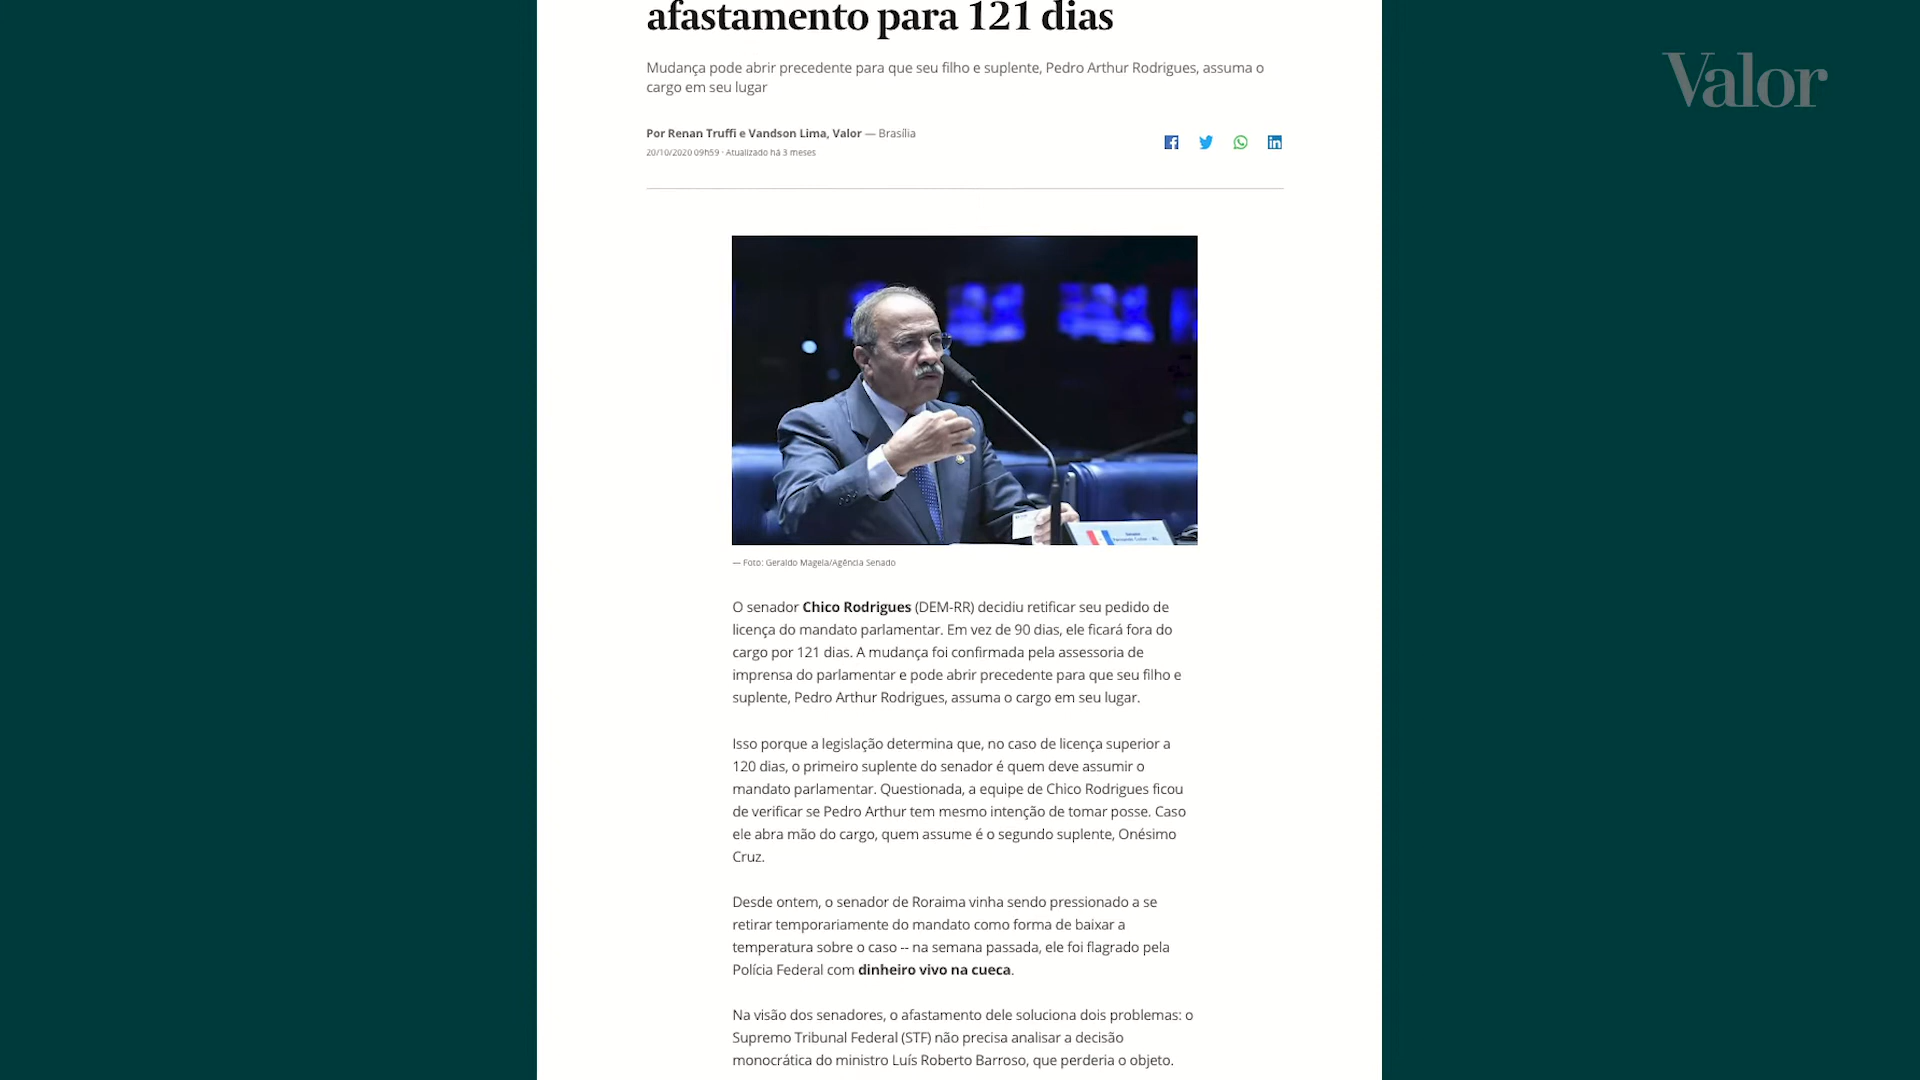 afastamento para 121 dias
Valor
Mudança pode abrir precedente para que seu filho e suplente, Pedro Arthur Rodrigues, assuma o
cargo em seu lugar
Por Renan Truffi e Vandson Lima, Valor — Brasília
20/10/2020 09h59 · Atualizado há 3 meses
— Foto: Geraldo Magela/Agência Senado
O senador Chico Rodrigues (DEM-RR) decidiu retificar seu pedido de
licença do mandato parlamentar. Em vez de 90 dias, ele ficará fora do
cargo por 121 dias. A mudança foi confirmada pela assessoria de
imprensa do parlamentar e pode abrir precedente para que seu filho e
suplente, Pedro Arthur Rodrigues, assuma o cargo em seu lugar.
Isso porque a legislação determina que, no caso de licença superior a
120 dias, o primeiro suplente do senador é quem deve assumir o
mandato parlamentar. Questionada, a equipe de Chico Rodrigues ficou
de verificar se Pedro Arthur tem mesmo intenção de tomar posse. Caso
ele abra mão do cargo, quem assume é o segundo suplente, Onésimo
Cruz.
Desde ontem, o senador de Roraima vinha sendo pressionado a se
retirar temporariamente do mandato como forma de baixar a
temperatura sobre o caso -- na semana passada, ele foi flagrado pela
Polícia Federal com dinheiro vivo na cueca.
Na visão dos senadores, o afastamento dele soluciona dois problemas: o
Supremo Tribunal Federal (STF) não precisa analisar a decisão
monocrática do ministro Luís Roberto Barroso, que perderia o objeto.